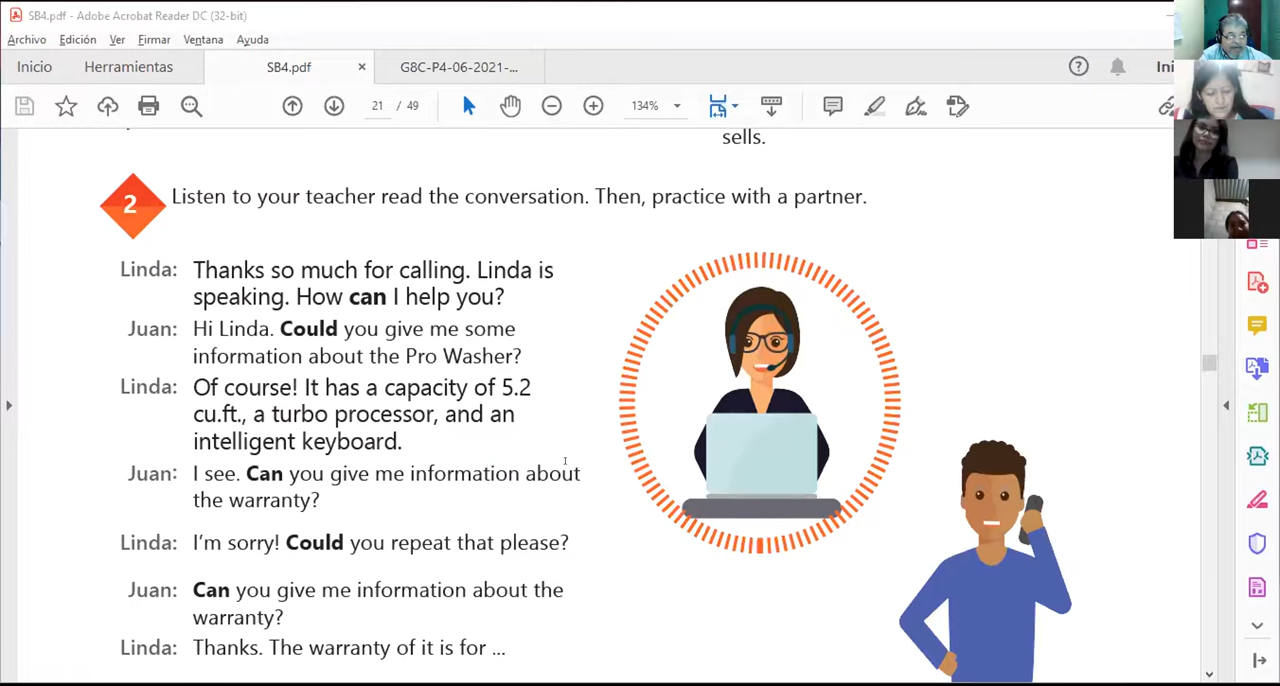 SB4.pdf - Adobe Acrobat Reader DC (32-bit)
Archivo Edición Ver Firmar Ventana Ayuda
Inicio Herramientas SB4.pdf × G8C-P4-06-2021-...
21 / 49 134%
sells.
2 Listen to your teacher read the conversation. Then, practice with a partner.
Linda: Thanks so much for calling. Linda is
speaking. How can I help you?
Juan: Hi Linda. Could you give me some
information about the Pro Washer?
Linda: Of course! It has a capacity of 5.2
cu.ft., a turbo processor, and an
intelligent keyboard.
Juan: I see. Can you give me information about
the warranty?
Linda: I'm sorry! Could you repeat that please?
Juan: Can you give me information about the
warranty?
Linda: Thanks. The warranty of it is for ...